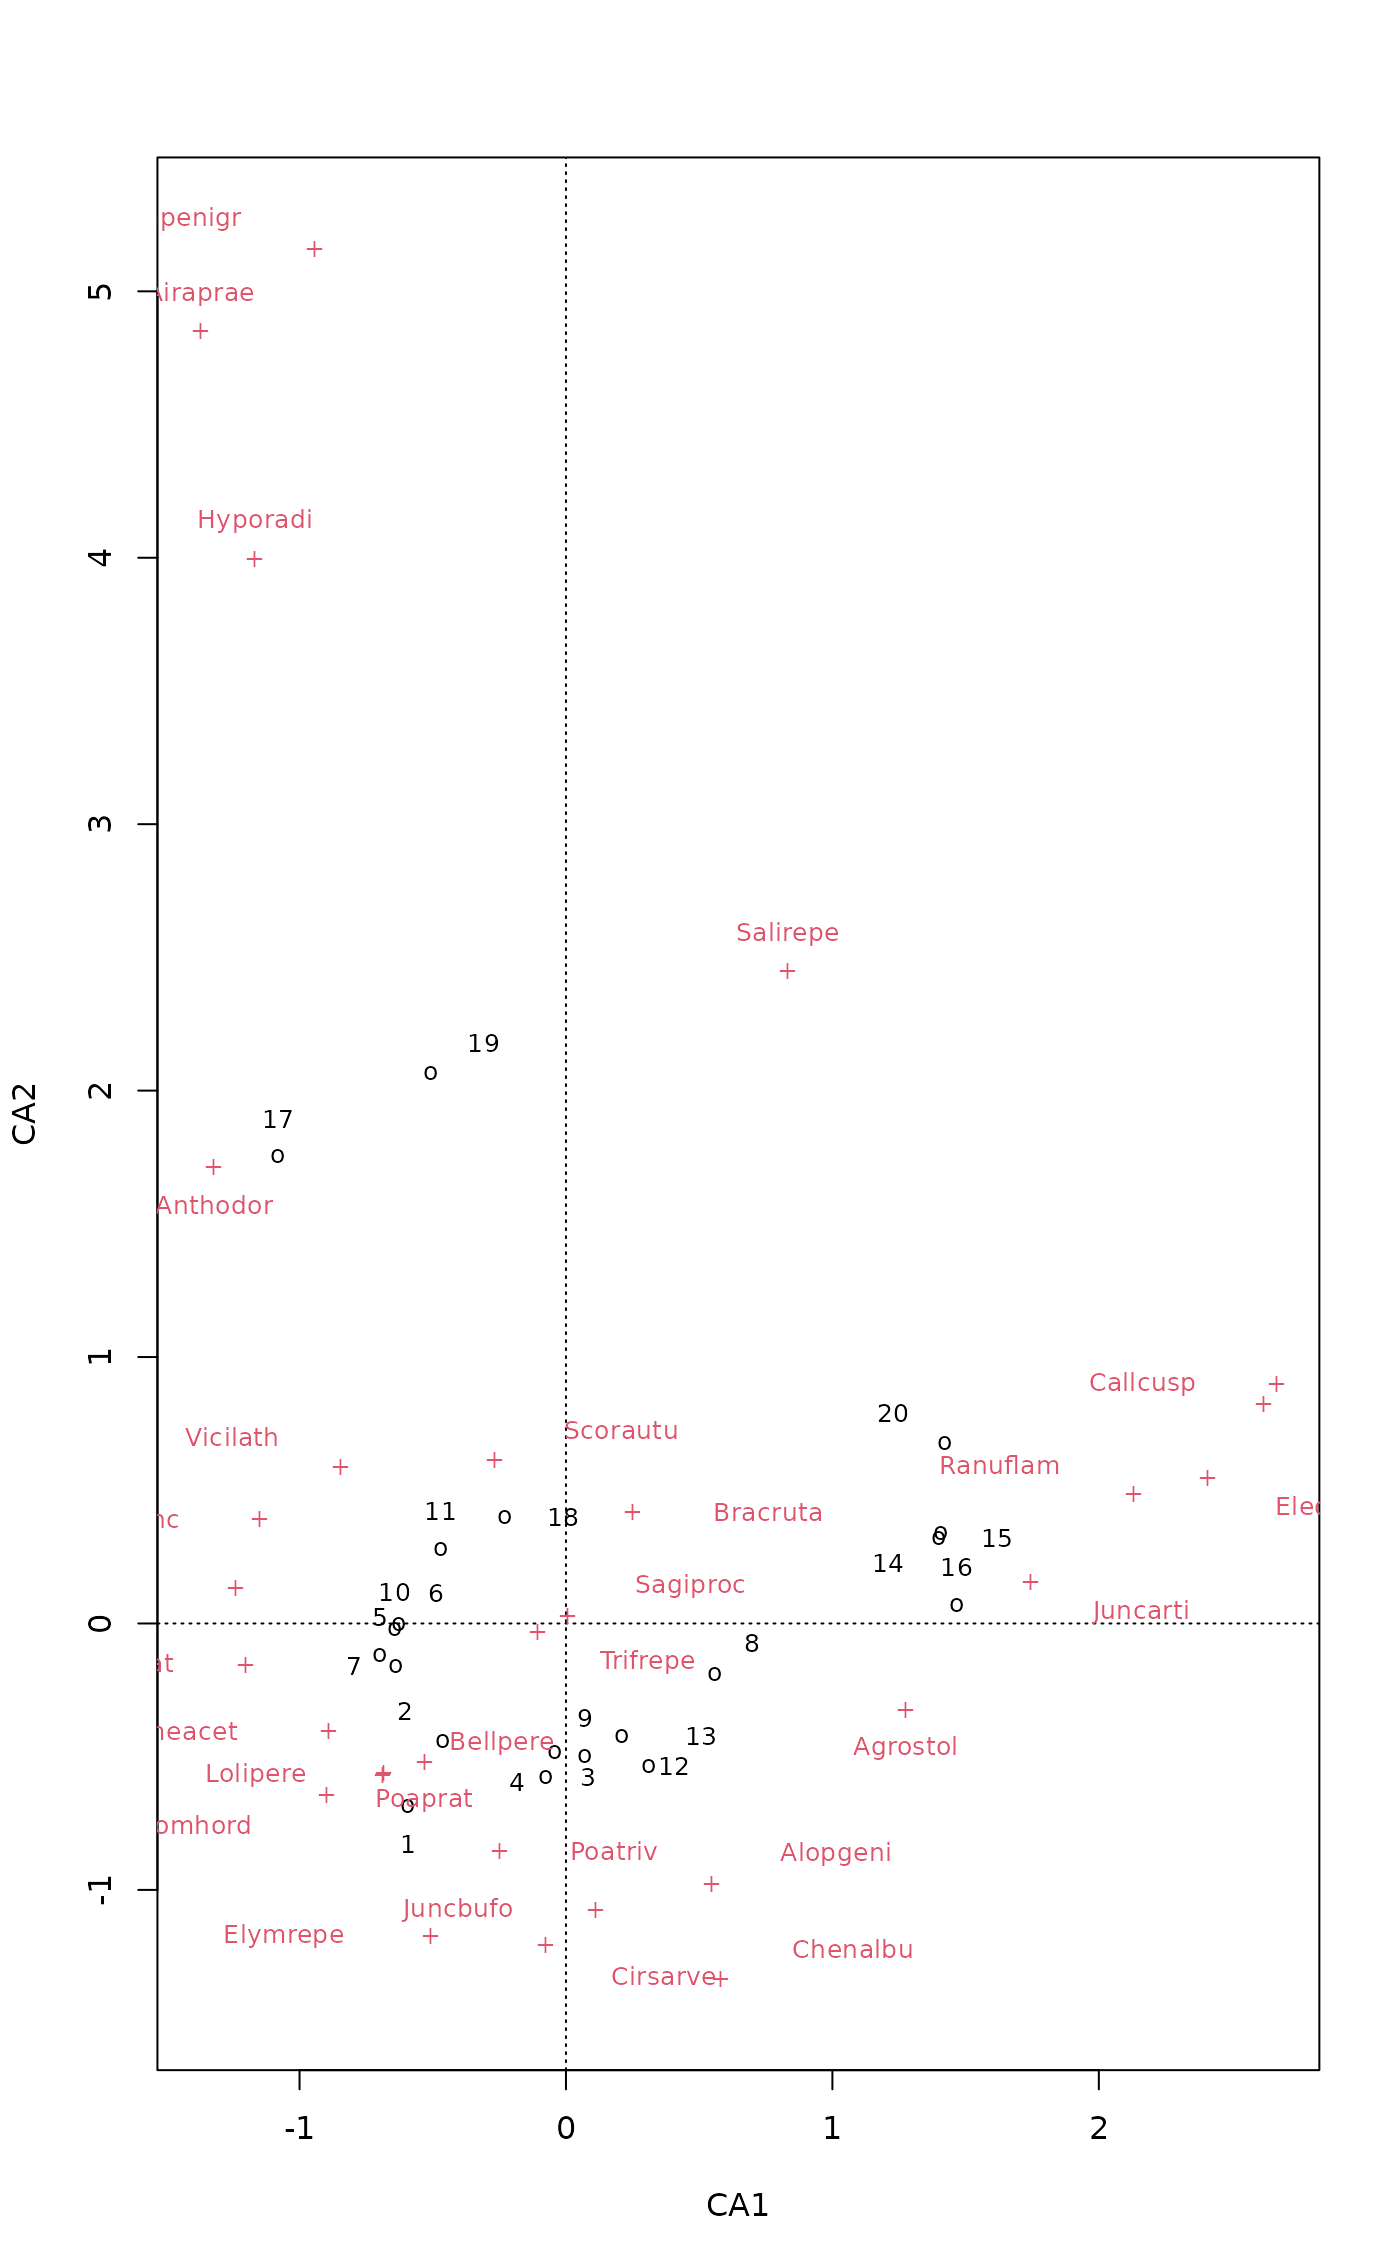 penigr
5
Airaprae
Hyporadi
4
3
Salirepe
19
2
CA2
17
Anthodor
1
Callcusp
20
Scorautu
Vicilath
Ranuflam
Elec
11
18
Bracruta
nc
15
14
16
10
6
Sagiproc
5
Juncarti
0
8
7
Trifrepe
at
2
9
neacet
Bellpere
13
Agrostol
Lolipere
4
3
12
Poaprat
omhord
1
Poatriv
Alopgeni
-1
Juncbufo
Elymrepe
Chenalbu
Cirsarve
-1 0 1 2
CA1